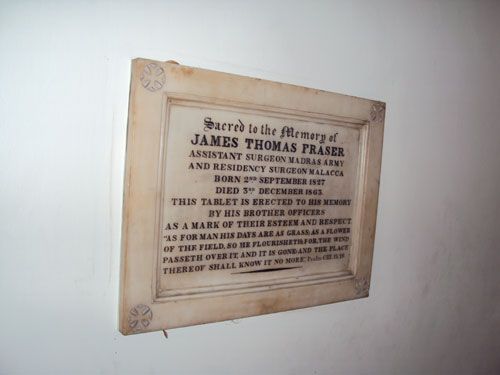 Sacred to the Memory of
JAMES THOMAS FRASER
ASSISTANT SURGEON MADRAS ARMY
AND RESIDENCY SURGEON MALACCA
BORN 2ND SEPTEMBER 1827
DIED 3RD DECEMBER 1863.
THIS TABLET IS ERECTED TO HIS MEMORY
BY HIS BROTHER OFFICERS
AS A MARK OF THEIR ESTEEM AND RESPECT
"AS FOR MAN HIS DAYS ARE AS GRASS; AS A FLOWER
OF THE FIELD, SO HE FLOURISHETH; FOR THE WIND
PASSETH OVER IT, AND IT IS GONE; AND THE PLACE
THEREOF SHALL KNOW IT NO MORE." Psalm CIII. 15, 16